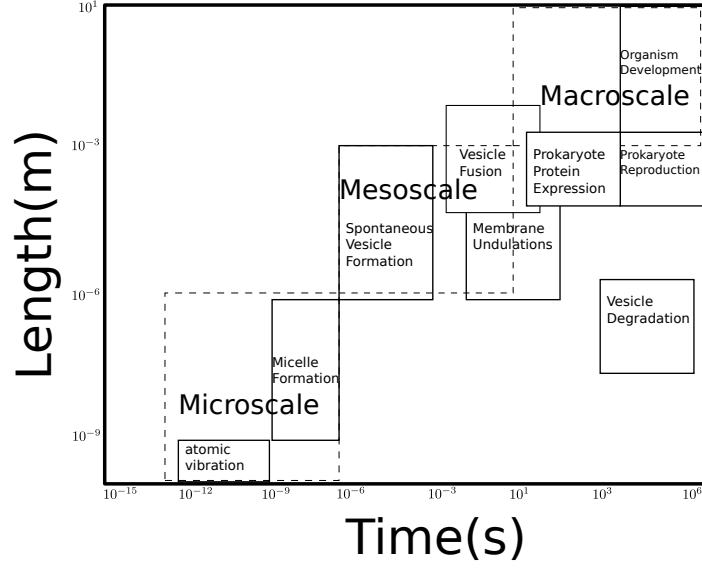 10^1
Organism
Development
Macroscale
10^-3
Vesicle
Fusion
Prokaryote
Protein
Expression
Prokaryote
Reproduction
Mesoscale
Spontaneous
Vesicle
Formation
Membrane
Undulations
Length(m)
10^-6
Vesicle
Degradation
Micelle
Formation
Microscale
10^-9
atomic
vibration
10^-15
10^-12
10^-9
10^-6
10^-3
10^1
10^3
10^6
Time(s)